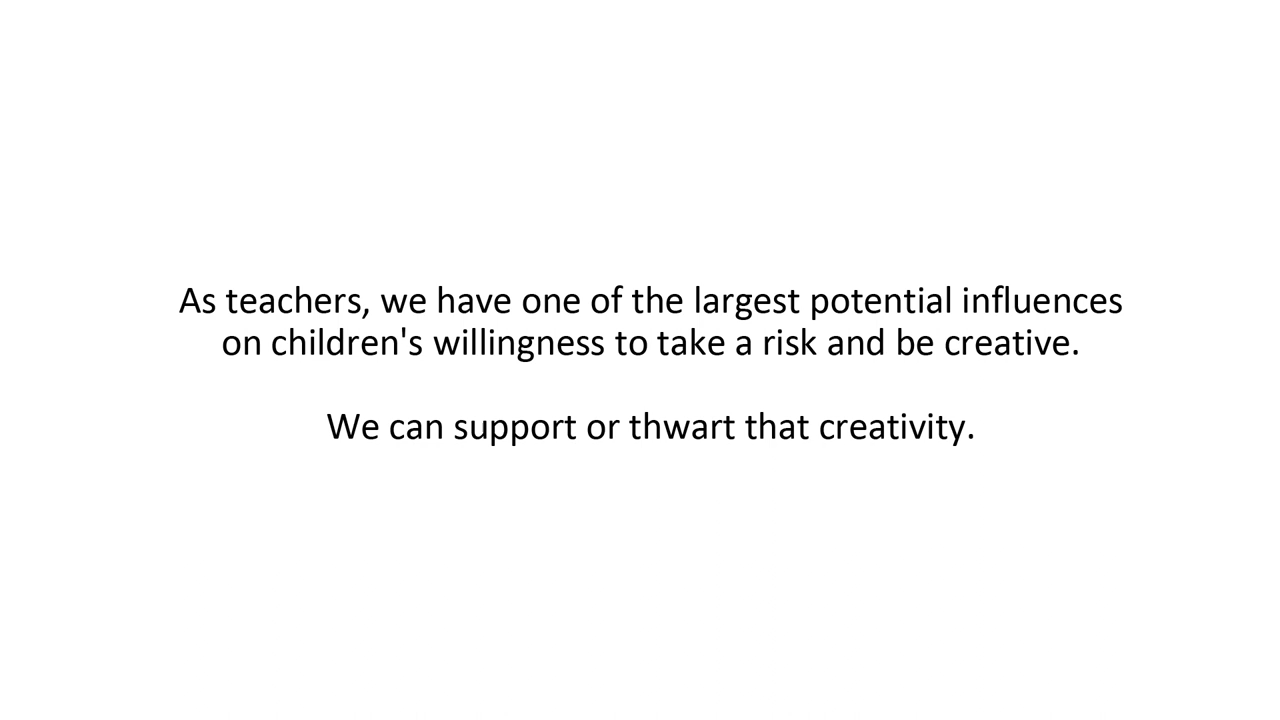 As teachers, we have one of the largest potential influences
on children's willingness to take a risk and be creative.
We can support or thwart that creativity.